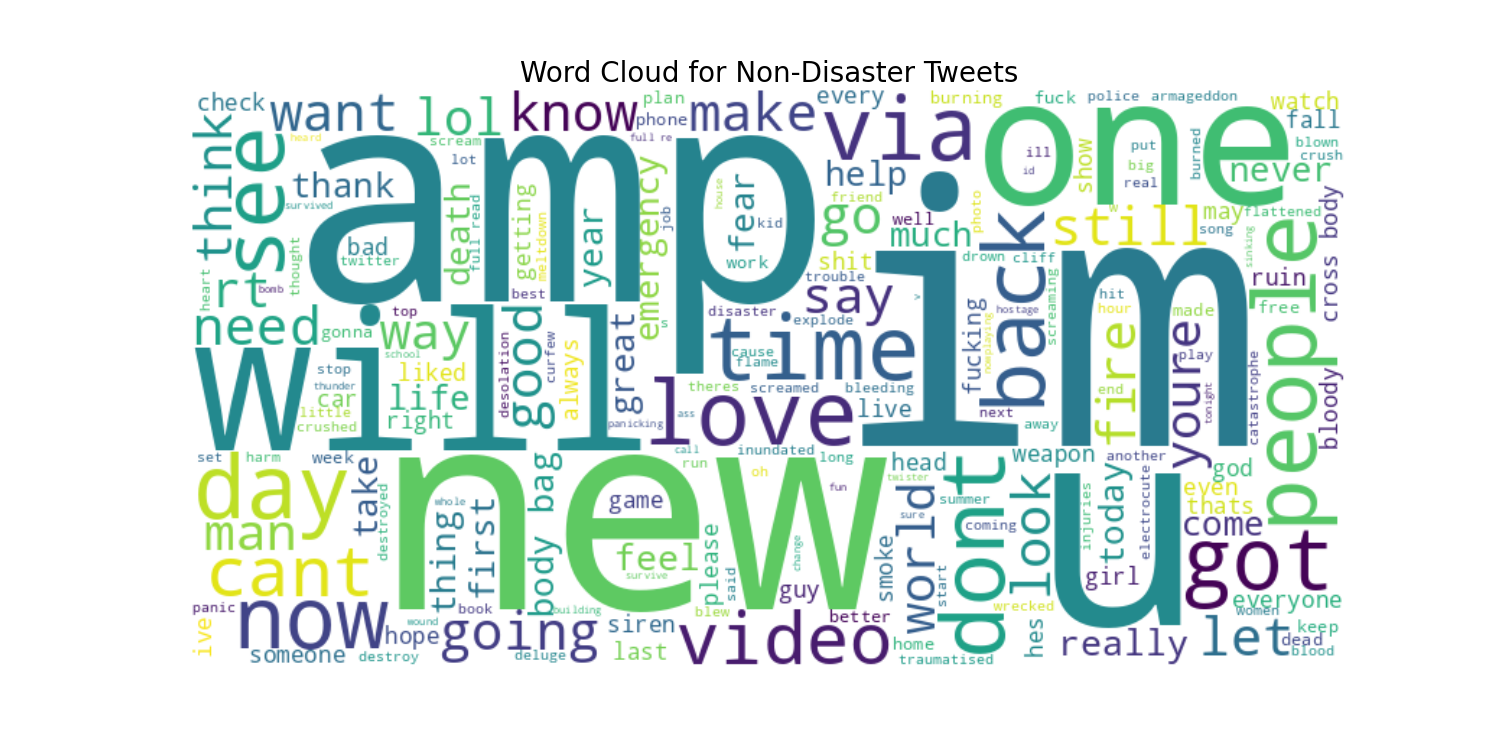 Word Cloud for Non-Disaster Tweets
check
want
lol
know
plan
phone
make
every
via
burning
fuck
police
armageddon
watch
fall
think
see
heard
scream
full re
one
ill
id
show
put
big
real
burned
blown
crush
never
thank
survived
lot
amp
death
full read
getting
meltdown
year
emergency
job
house
fear
kid
work
help
friend
go
well
much
photo
back
still
w
may
song
flattened
sinking
people
cross body
bad
twitter
thought
heart
rt
bomb
best
shit
trouble
say
drown
cliff
im
screaming
hit
hour
fire
end
made
youre
play
tonight
ruin
free
need
gonna
top
way
school
good
desolation
curfew
always
great
s
disaster
explode
time
cause
flame
>
fucking
hostage
nowplaying
will
stop
thunder
car
little
crushed
liked
life
right
panicking
love
theres
screamed
ass
bleeding
live
next
away
catastrophe
bloody
set
harm
week
day
man
take
destroyed
new
whole
thing
first
body bag
game
feel
survive
call
run
oh
inundated
long
fun
please
said
change
guy
head
twister
smoke
sure
world
start
summer
coming
dont
weapon
look
another
u
injuries
today
electrocute
girl
god
even
thats
come
got
cant
panic
now
ive
someone
hope
destroy
wound
book
going
building
deluge
siren
last
blew
video
better
home
traumatised
wrecked
hes
really
women
everyone
let
keep
dead
blood